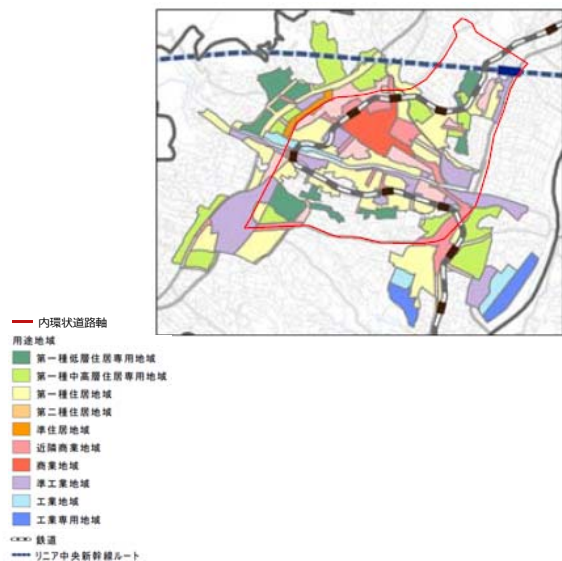 内環状道路軸
用途地域
第一種低層住居専用地域
第一種中高層住居専用地域
第一種住居地域
第二種住居地域
準住居地域
近隣商業地域
商業地域
準工業地域
工業地域
工業専用地域
鉄道
リニア中央新幹線ルート